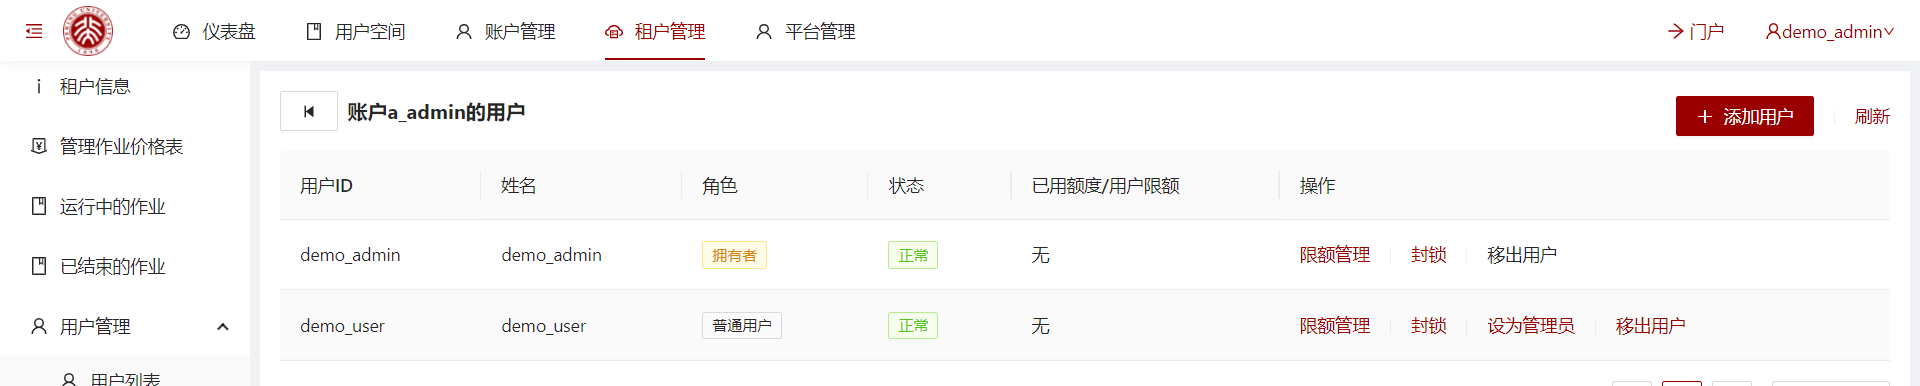 仪表盘 用户空间 账户管理 租户管理 平台管理 门户 demo_admin
租户信息
管理作业价格表
运行中的作业
已结束的作业
用户管理
用户列表
账户a_admin的用户
添加用户 刷新
用户ID 姓名 角色 状态 已用额度/用户限额 操作
demo_admin demo_admin 拥有者 正常 无 限额管理 封锁 移出用户
demo_user demo_user 普通用户 正常 无 限额管理 封锁 设为管理员 移出用户